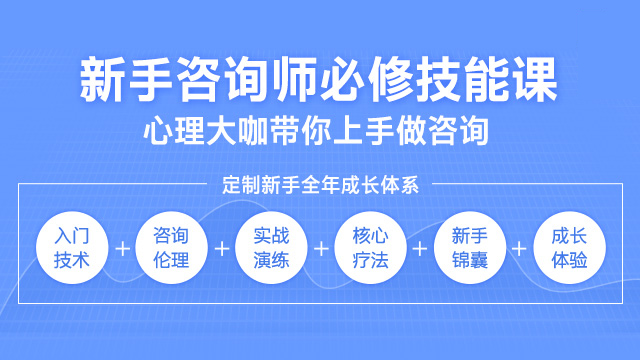 新手咨询师必修技能课
心理大咖带你上手做咨询
定制新手全年成长体系
入门
技术
+
咨询
伦理
+
实战
演练
+
核心
疗法
+
新手
锦囊
+
成长
体验